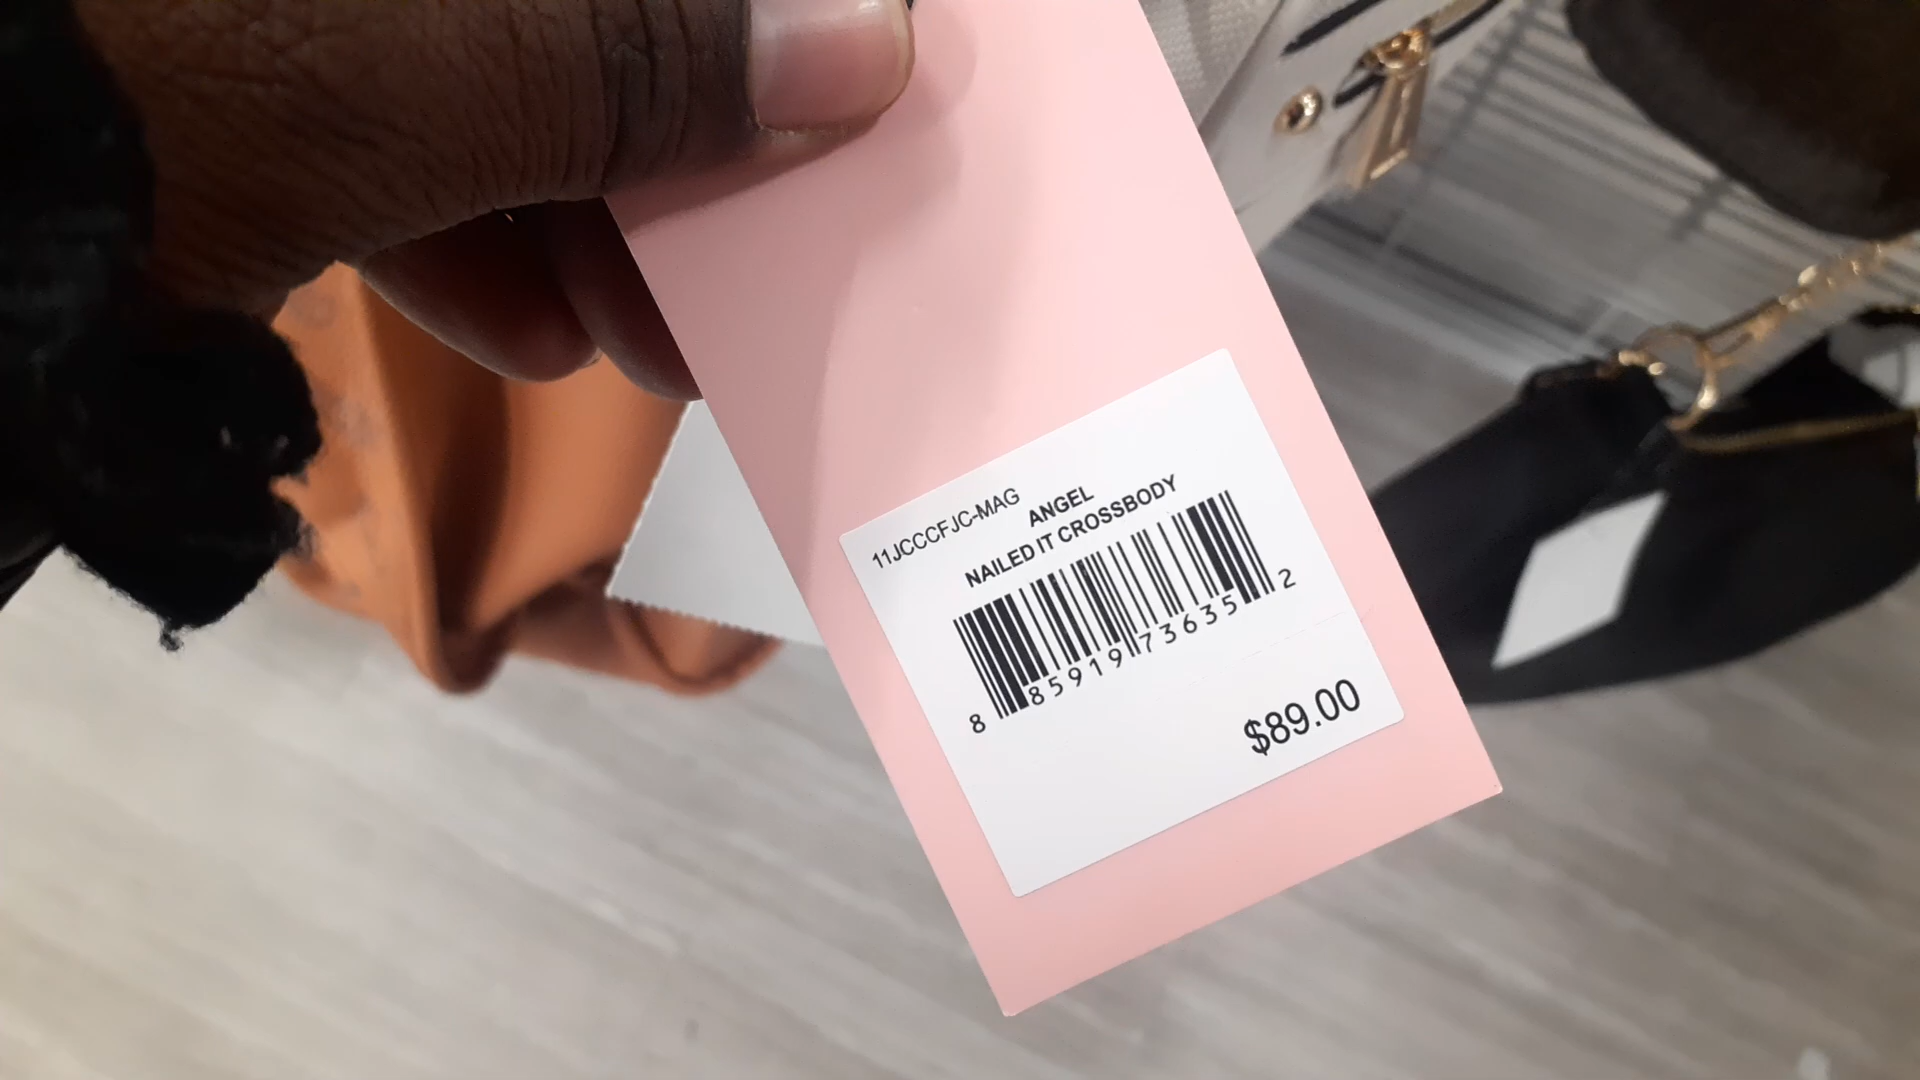 11JCCCFJC-MAG
ANGEL
NAILED IT CROSSBODY
8 85919 73635 2
$89.00